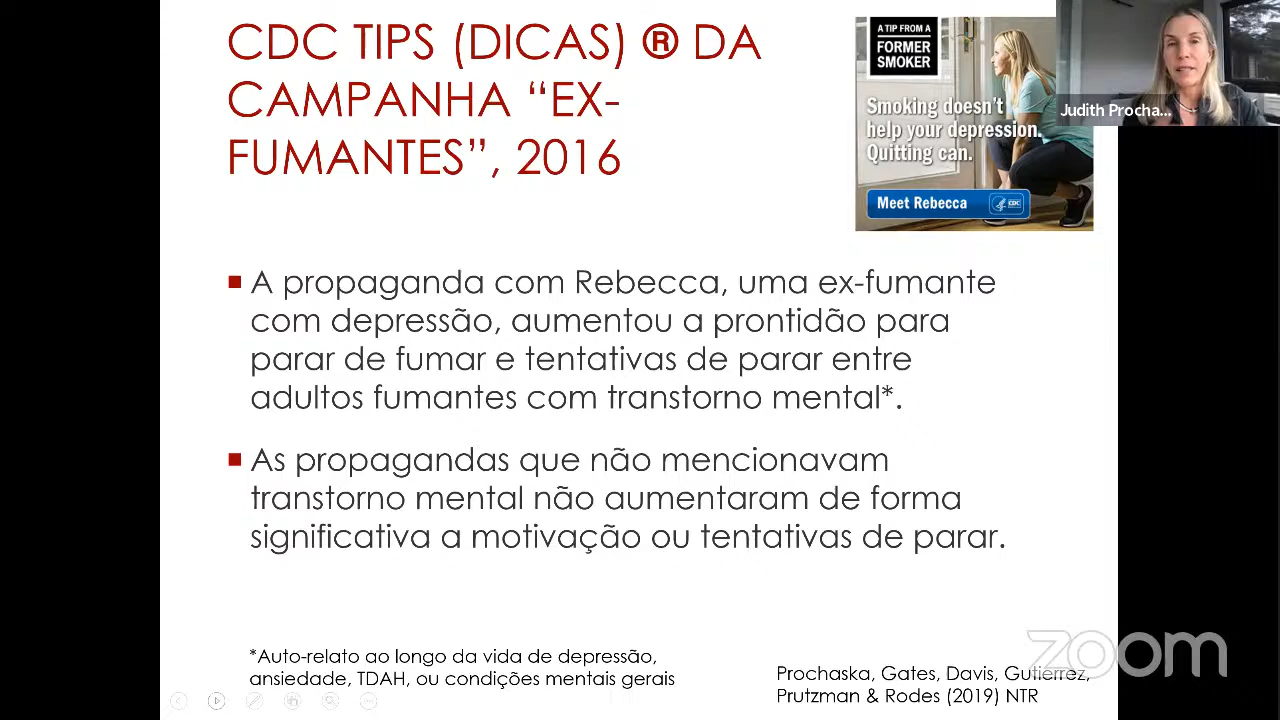 CDC TIPS (DICAS) ® DA
CAMPANHA “EX-
FUMANTES”, 2016
A TIP FROM A
FORMER
SMOKER
Smoking doesn't
help your depression.
Quitting can.
Meet Rebecca
CDC
Judith Procha...
A propaganda com Rebecca, uma ex-fumante
com depressão, aumentou a prontidão para
parar de fumar e tentativas de parar entre
adultos fumantes com transtorno mental*.
As propagandas que não mencionavam
transtorno mental não aumentaram de forma
significativa a motivação ou tentativas de parar.
*Auto-relato ao longo da vida de depressão,
ansiedade, TDAH, ou condições mentais gerais
Prochaska, Gates, Davis, Gutierrez,
Prutzman & Rodes (2019) NTR
zoom